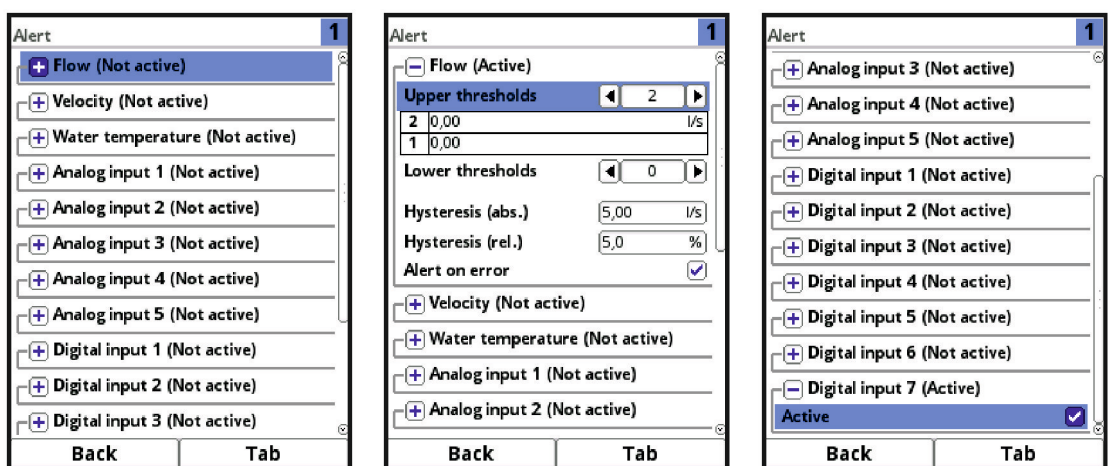 Alert 1
Flow (Not active)
Velocity (Not active)
Water temperature (Not active)
Analog input 1 (Not active)
Analog input 2 (Not active)
Analog input 3 (Not active)
Analog input 4 (Not active)
Analog input 5 (Not active)
Digital input 1 (Not active)
Digital input 2 (Not active)
Digital input 3 (Not active)
Back Tab
Alert 1
Flow (Active)
Upper thresholds 2
2 0,00 l/s
1 0,00
Lower thresholds 0
Hysteresis (abs.) 5,00 l/s
Hysteresis (rel.) 5,0 %
Alert on error
Velocity (Not active)
Water temperature (Not active)
Analog input 1 (Not active)
Analog input 2 (Not active)
Back Tab
Alert 1
Analog input 3 (Not active)
Analog input 4 (Not active)
Analog input 5 (Not active)
Digital input 1 (Not active)
Digital input 2 (Not active)
Digital input 3 (Not active)
Digital input 4 (Not active)
Digital input 5 (Not active)
Digital input 6 (Not active)
Digital input 7 (Active)
Active
Back Tab